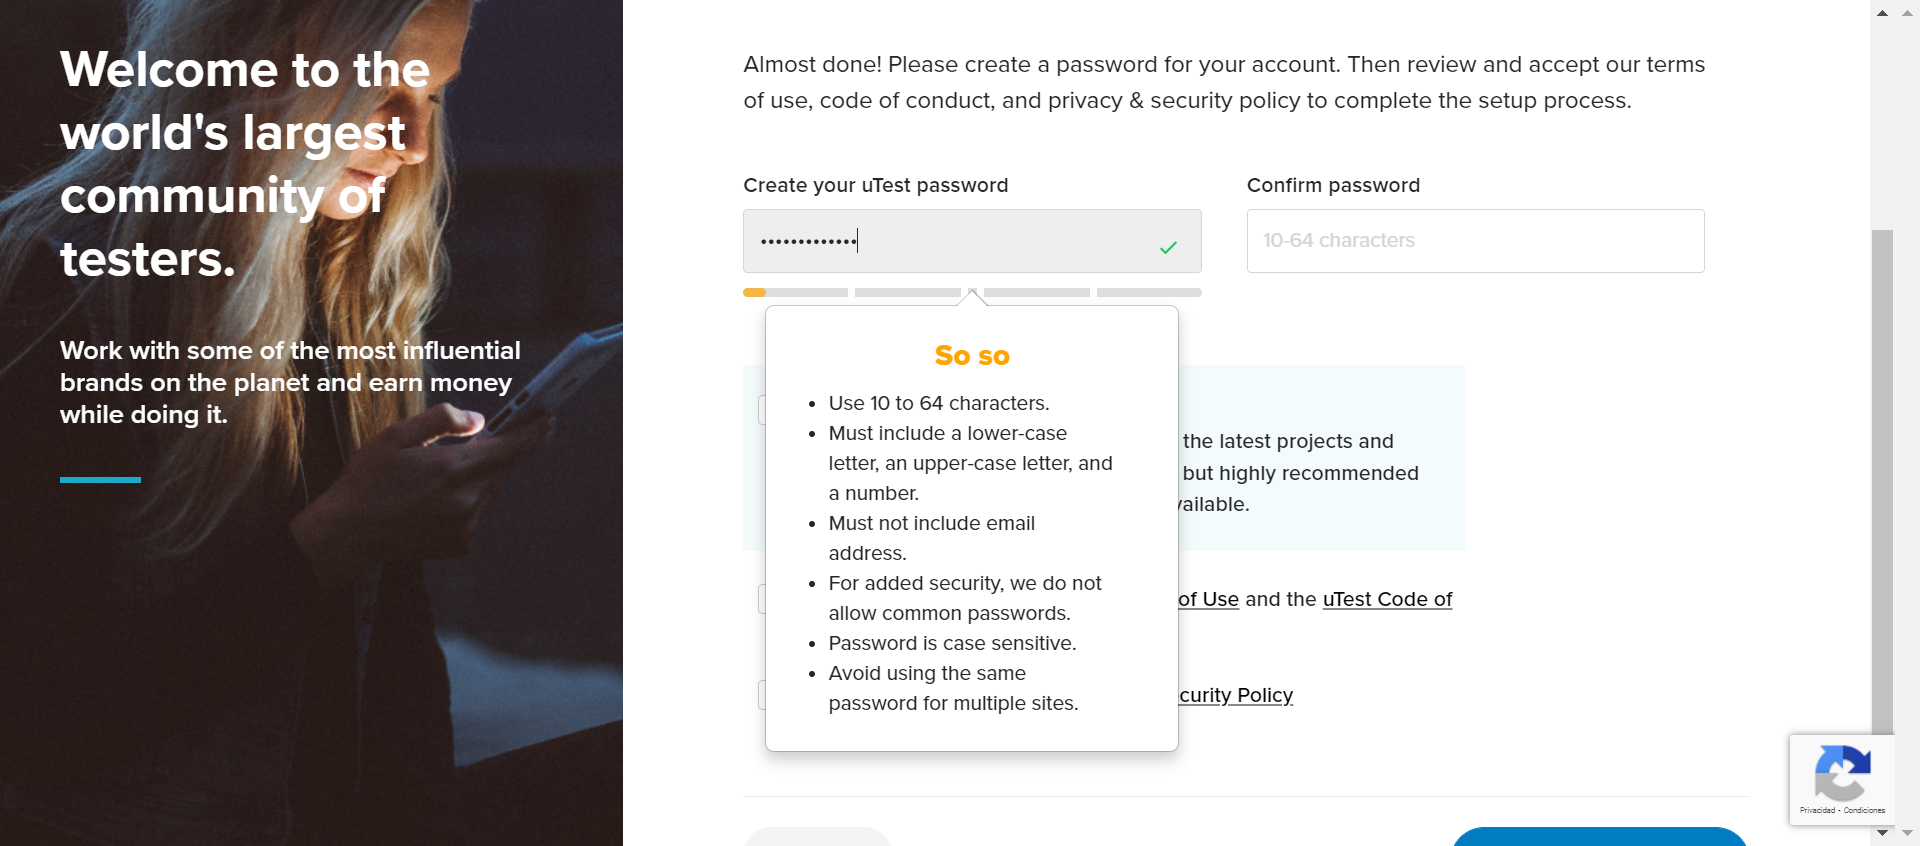 Welcome to the
world's largest
community of
testers.
Work with some of the most influential
brands on the planet and earn money
while doing it.
Almost done! Please create a password for your account. Then review and accept our terms
of use, code of conduct, and privacy & security policy to complete the setup process.
Create your uTest password
Confirm password
10-64 characters
So so
• Use 10 to 64 characters.
• Must include a lower-case
letter, an upper-case letter, and
a number.
• Must not include email
address.
• For added security, we do not
allow common passwords.
• Password is case sensitive.
• Avoid using the same
password for multiple sites.
the latest projects and
but highly recommended
vailable.
of Use and the uTest Code of
curity Policy
Privacidad - Condiciones